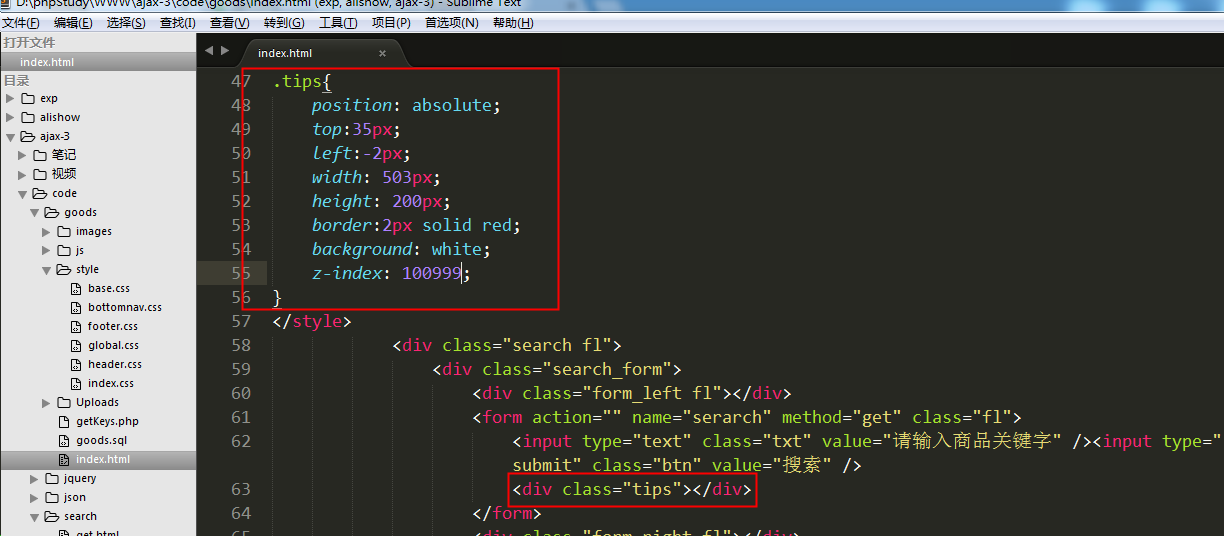 D:\phpStudy\WWW\ajax-3\code\goods\index.html (exp, alishow, ajax-3) - Sublime Text
文件(F) 编辑(E) 选择(S) 查找(I) 查看(V) 转到(G) 工具(T) 项目(P) 首选项(N) 帮助(H)
打开文件
index.html
目录
exp
alishow
ajax-3
笔记
视频
code
goods
images
js
style
base.css
bottomnav.css
footer.css
global.css
header.css
index.css
Uploads
getKeys.php
goods.sql
index.html
jquery
json
search
get.html
index.html ×
47 .tips{
48 position: absolute;
49 top:35px;
50 left:-2px;
51 width: 503px;
52 height: 200px;
53 border:2px solid red;
54 background: white;
55 z-index: 100999;
56 }
57 </style>
58 <div class="search fl">
59 <div class="search_form">
60 <div class="form_left fl"></div>
61 <form action="" name="serarch" method="get" class="fl">
62 <input type="text" class="txt" value="请输入商品关键字" /><input type="
submit" class="btn" value="搜索" />
63 <div class="tips"></div>
64 </form>
65 <div class="form_right fl"></div>